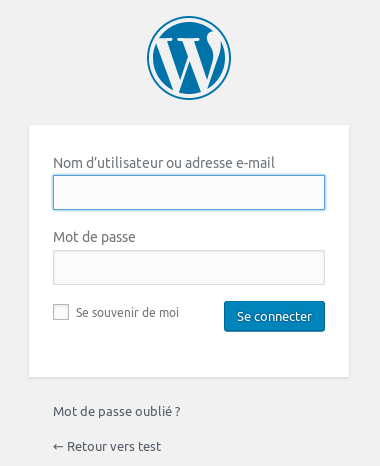 Nom d’utilisateur ou adresse e-mail
Mot de passe
Se souvenir de moi
Se connecter
Mot de passe oublié ?
← Retour vers test